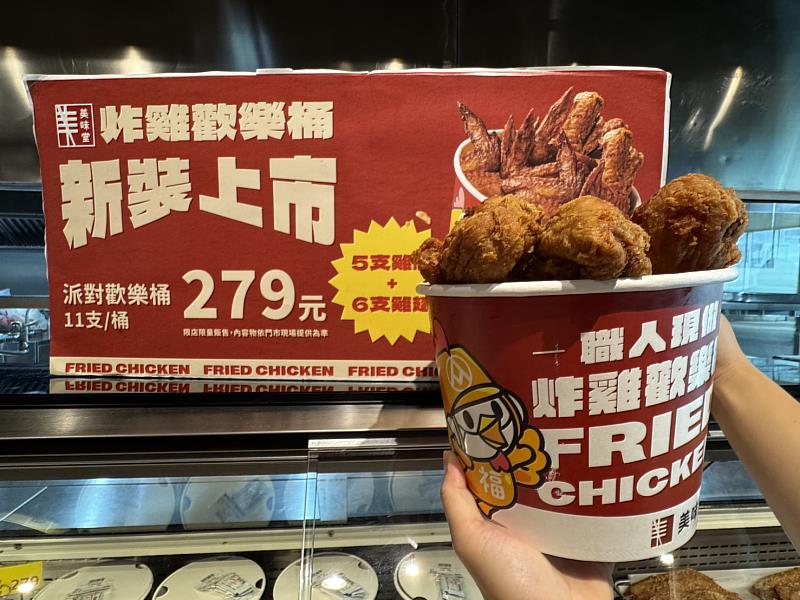 美味堂
炸雞歡樂桶
新裝上市
派對歡樂桶
11支/桶
279元
限店限量販售，內容物依門市現場提供為準
5支雞
+
6支雞
FRIED CHICKEN FRIED CHICKEN FRIED
職人現
炸雞歡樂
FRIED
CHICKE
福
美